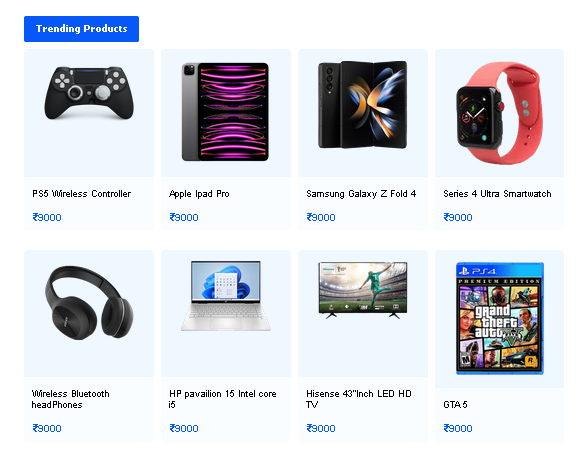 Trending Products
PS5 Wireless Controller
Apple Ipad Pro
Samsung Galaxy Z Fold 4
Series 4 Ultra Smartwatch
₹9000
₹9000
₹9000
₹9000
Wireless Bluetooth
headPhones
HP pavailion 15 Intel core
i5
Hisense 43"Inch LED HD
TV
PS4
PREMIUM EDITION
grand
theft
auto
GTA 5
₹9000
₹9000
₹9000
₹9000